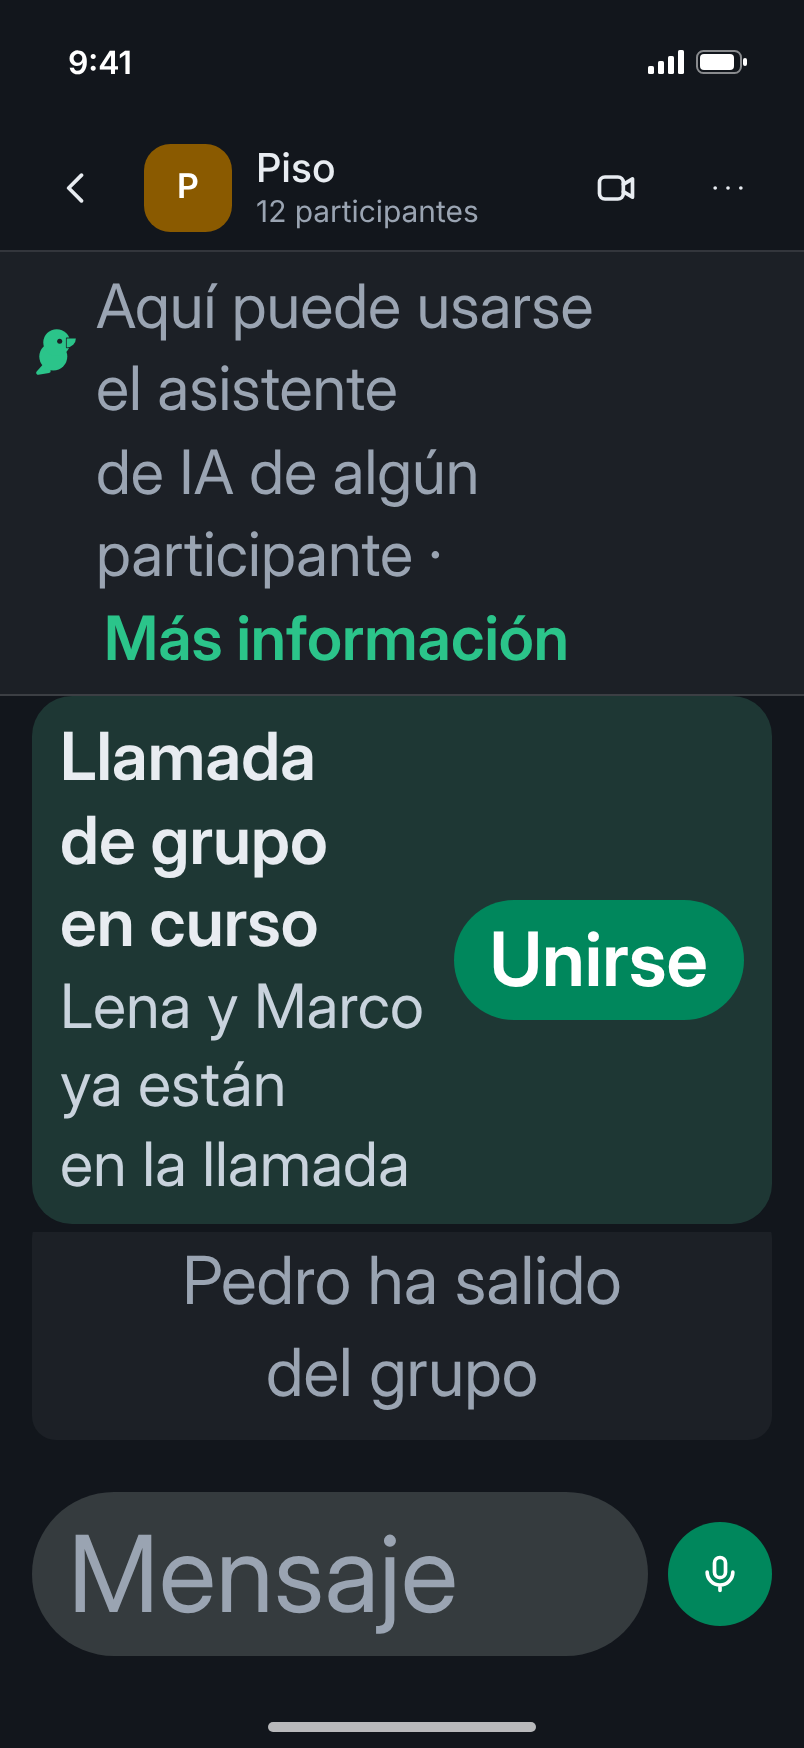 9:41
P
Piso
12 participantes
Aquí puede usarse
el asistente
de IA de algún
participante ·
Más información
Llamada
de grupo
en curso
Lena y Marco
ya están
en la llamada
Unirse
Pedro ha salido
del grupo
Mensaje